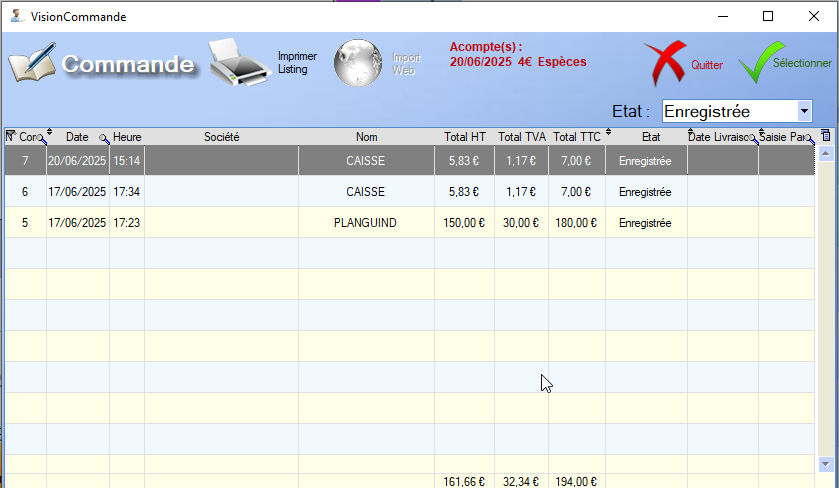 VisionCommande
Commande
Imprimer
Listing
Import
Web
Acompte(s) :
20/06/2025 4€ Espèces
Quitter
Sélectionner
Etat : Enregistrée
N° Com Date Heure Société Nom Total HT Total TVA Total TTC Etat Date Livraiso Saisie Par
7 20/06/2025 15:14 CAISSE 5,83 € 1,17 € 7,00 € Enregistrée
6 17/06/2025 17:34 CAISSE 5,83 € 1,17 € 7,00 € Enregistrée
5 17/06/2025 17:23 PLANGUIND 150,00 € 30,00 € 180,00 € Enregistrée
161,66 € 32,34 € 194,00 €